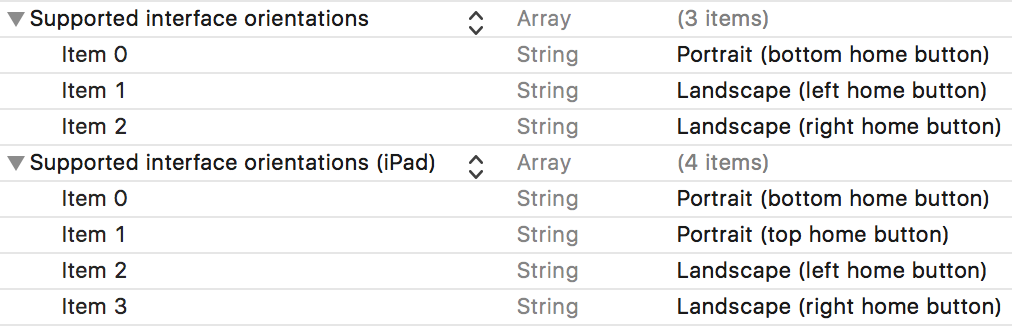 Supported interface orientations Array (3 items)
Item 0 String Portrait (bottom home button)
Item 1 String Landscape (left home button)
Item 2 String Landscape (right home button)
Supported interface orientations (iPad) Array (4 items)
Item 0 String Portrait (bottom home button)
Item 1 String Portrait (top home button)
Item 2 String Landscape (left home button)
Item 3 String Landscape (right home button)